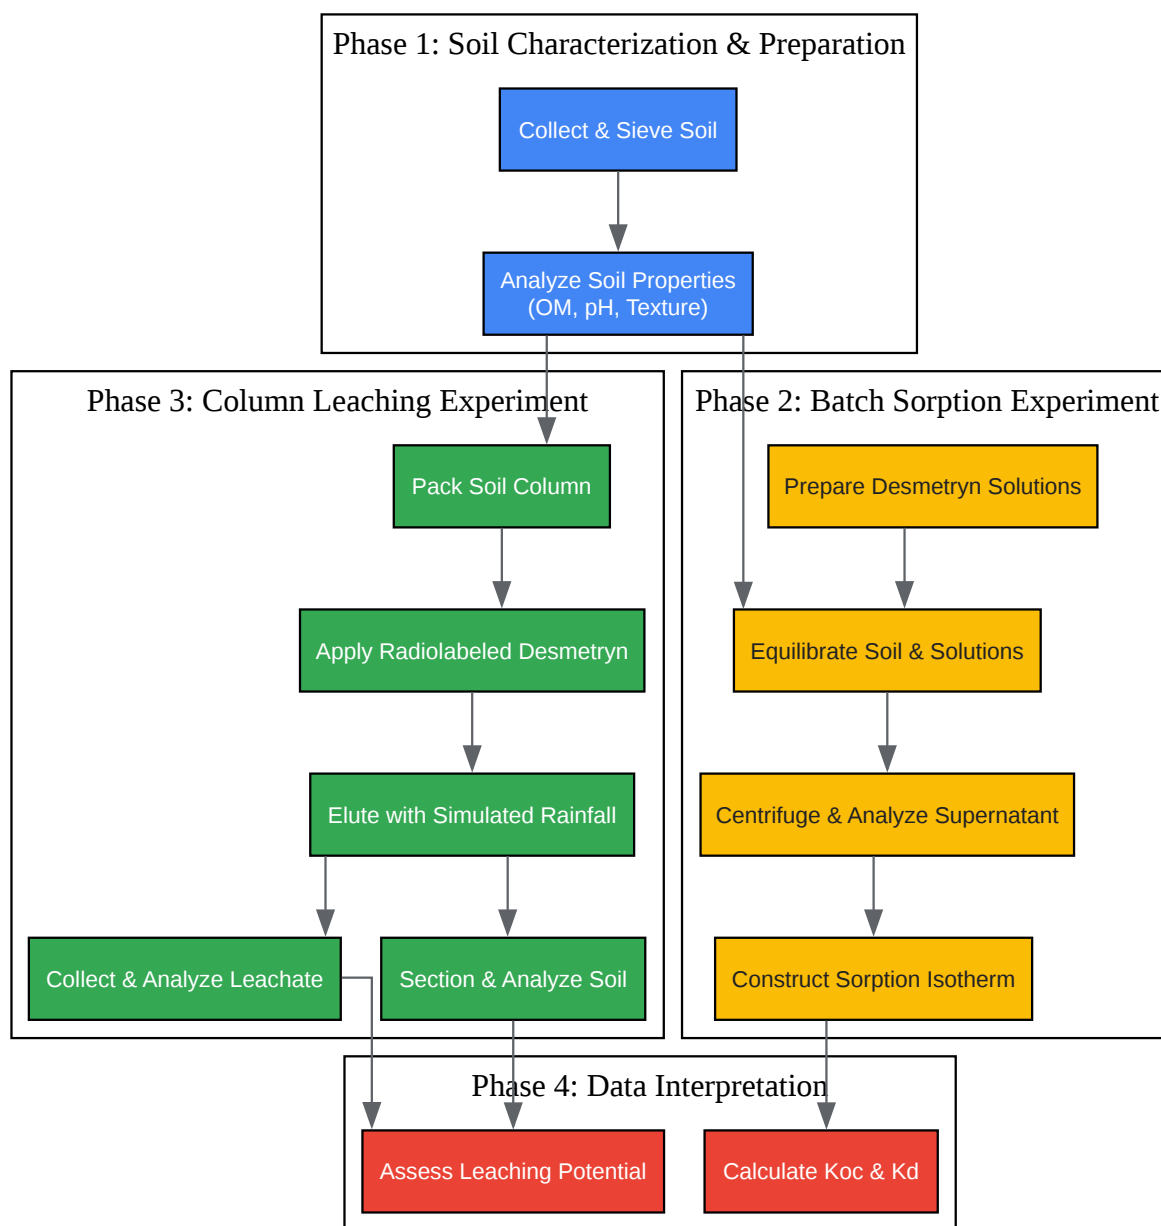 Phase 1: Soil Characterization & Preparation
Collect & Sieve Soil
Analyze Soil Properties
(OM, pH, Texture)
Phase 3: Column Leaching Experiment
Pack Soil Column
Apply Radiolabeled Desmetryn
Elute with Simulated Rainfall
Collect & Analyze Leachate
Section & Analyze Soil
Phase 2: Batch Sorption Experiment
Prepare Desmetryn Solutions
Equilibrate Soil & Solutions
Centrifuge & Analyze Supernatant
Construct Sorption Isotherm
Phase 4: Data Interpretation
Assess Leaching Potential
Calculate Koc & Kd